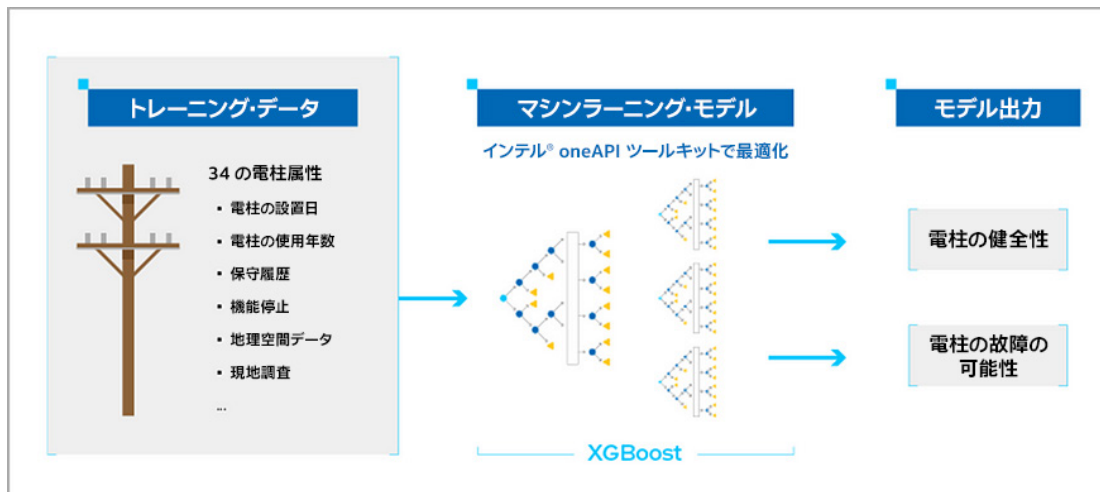 トレーニング・データ
34 の電柱属性
▪ 電柱の設置日
▪ 電柱の使用年数
▪ 保守履歴
▪ 機能停止
▪ 地理空間データ
▪ 現地調査
...
マシンラーニング・モデル
インテル® oneAPI ツールキットで最適化
XGBoost
モデル出力
電柱の健全性
電柱の故障の
可能性